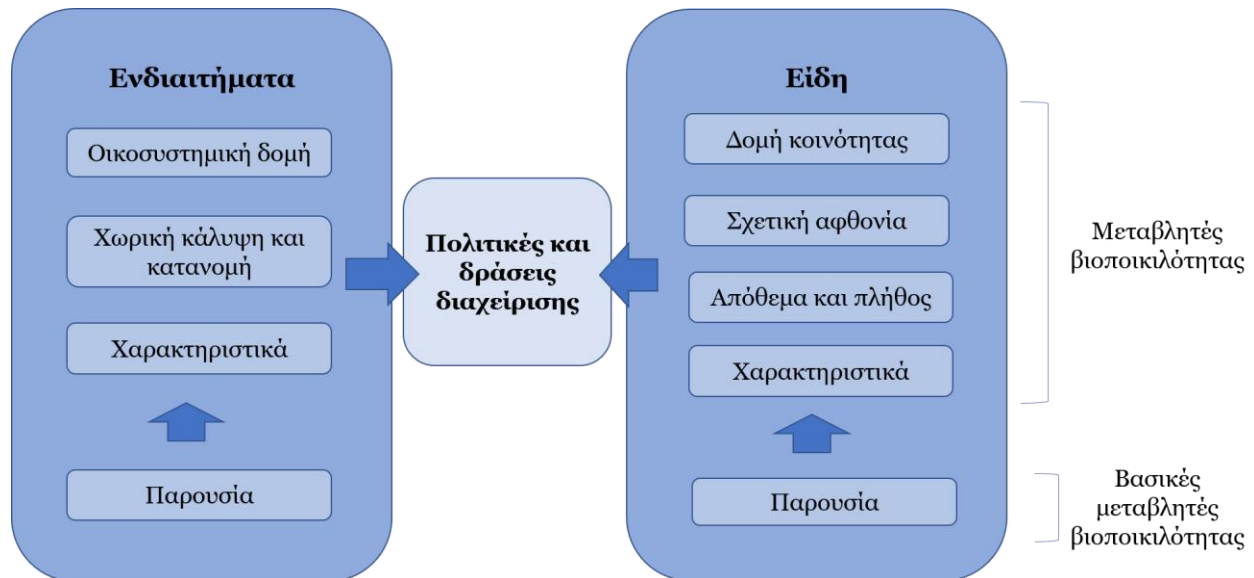 Ενδιαιτήματα
Οικοσυστημική δομή
Χωρική κάλυψη και
κατανομή
Χαρακτηριστικά
Παρουσία
Πολιτικές και
δράσεις
διαχείρισης
Είδη
Δομή κοινότητας
Σχετική αφθονία
Απόθεμα και πλήθος
Χαρακτηριστικά
Παρουσία
Μεταβλητές
βιοποικιλότητας
Βασικές
μεταβλητές
βιοποικιλότητας